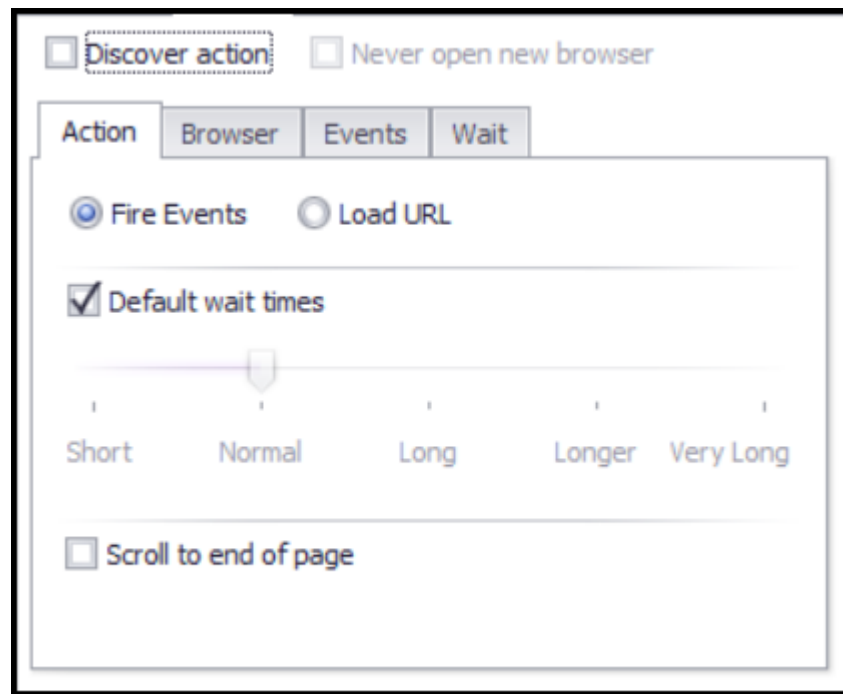 Discover action Never open new browser
Action Browser Events Wait
Fire Events Load URL
Default wait times
Short Normal Long Longer Very Long
Scroll to end of page